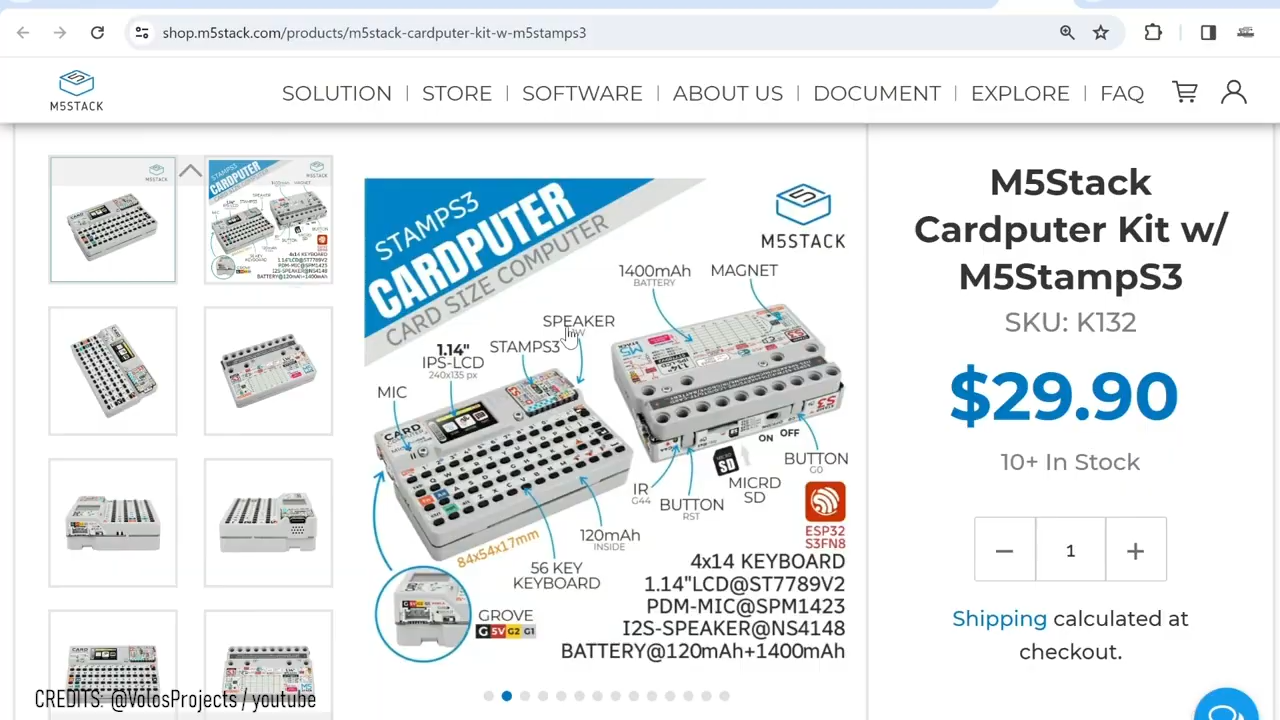 shop.m5stack.com/products/m5stack-cardputer-kit-w-m5stamps3
M5STACK
SOLUTION | STORE | SOFTWARE | ABOUT US | DOCUMENT | EXPLORE | FAQ
STAMPS3
CARDPUTER
CARD SIZE COMPUTER
M5STACK
1400mAh
BATTERY
MAGNET
SPEAKER
STAMPS3
1.14"
IPS-LCD
240x135 px
MIC
CARD
COMPUTER
ON OFF
BUTTON
G0
SD
MICRD
SD
IR
G44
BUTTON
RST
ESP32
S3FN8
84x54x17mm
120mAh
INSIDE
56 KEY
KEYBOARD
GROVE
G 5V G2 G1
4x14 KEYBOARD
1.14"LCD@ST7789V2
PDM-MIC@SPM1423
I2S-SPEAKER@NS4148
BATTERY@120mAh+1400mAh
M5Stack
Cardputer Kit w/
M5StampS3
SKU: K132
$29.90
10+ In Stock
− 1 +
Shipping calculated at
checkout.
CREDITS: @VolosProjects / youtube